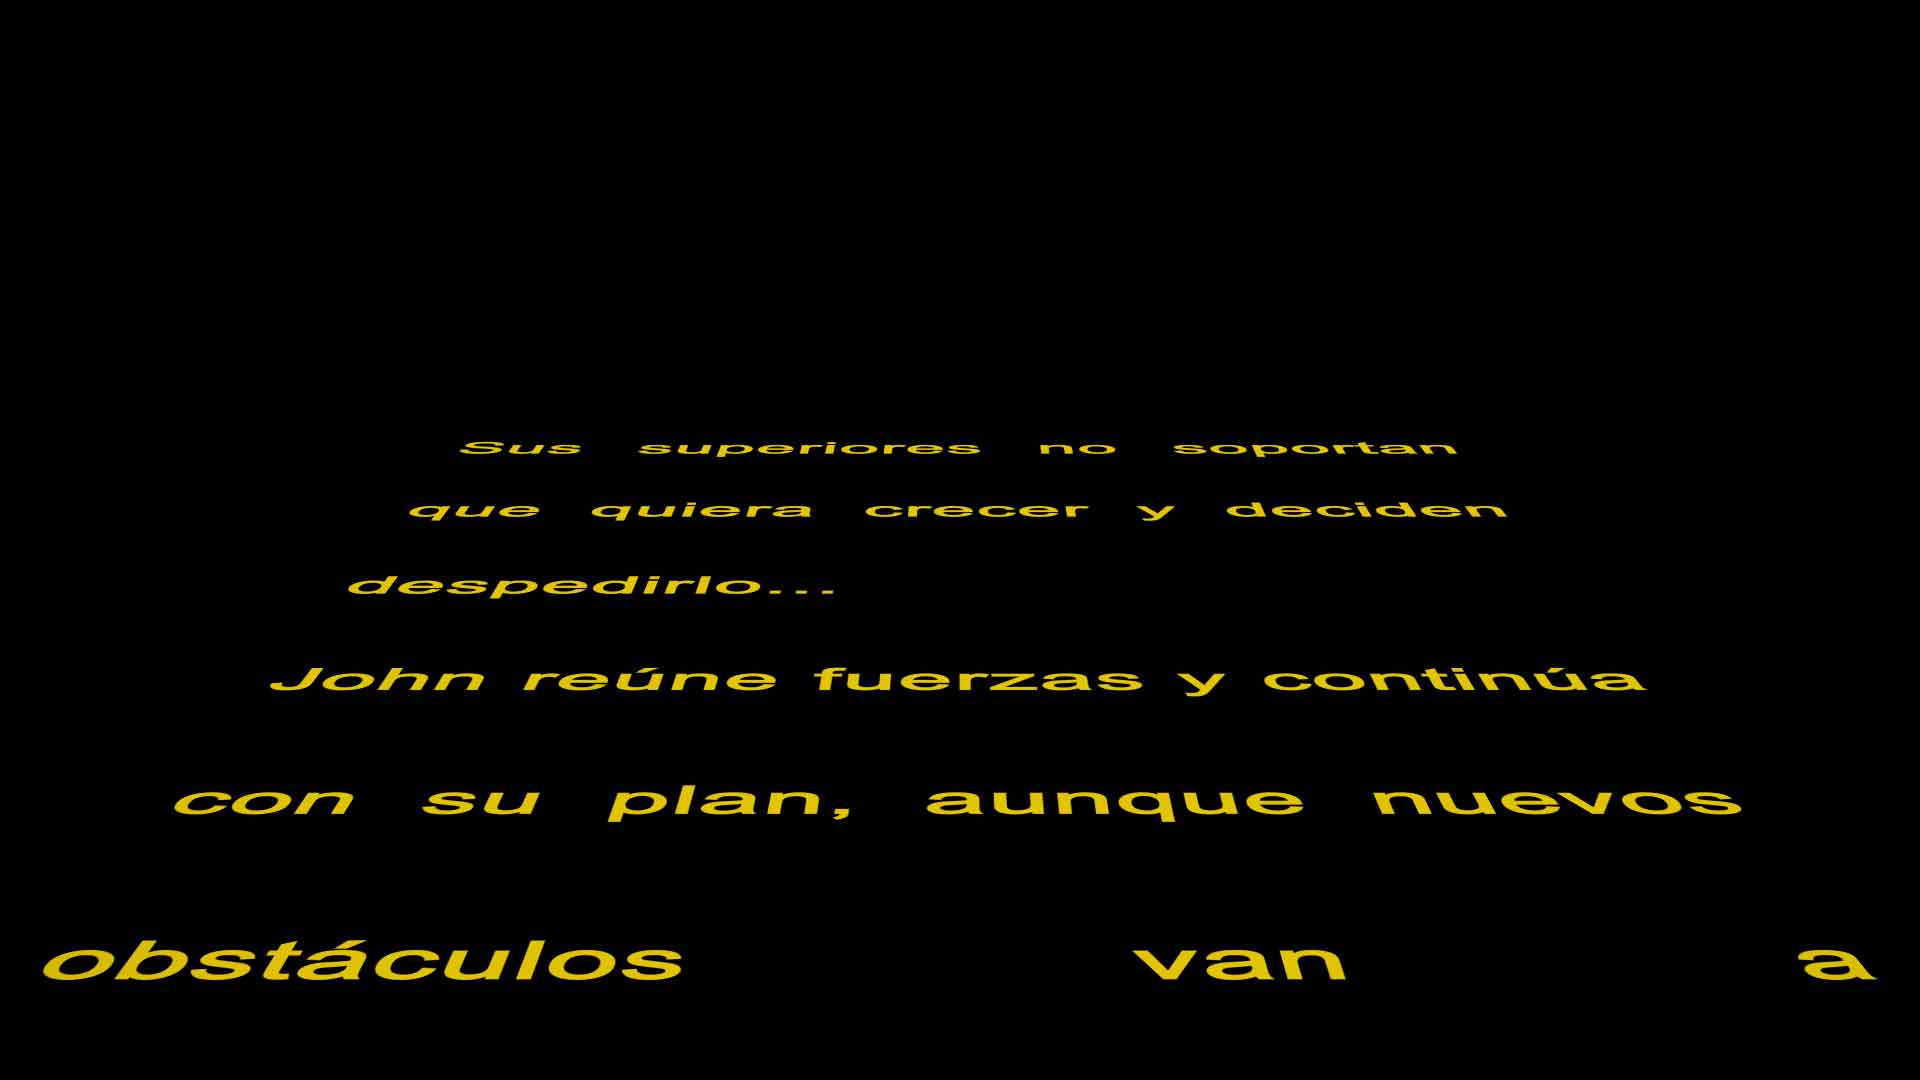 Sus superiores no soportan
que quiera crecer y deciden
despedirlo...
John reúne fuerzas y continúa
con su plan, aunque nuevos
obstáculos van a